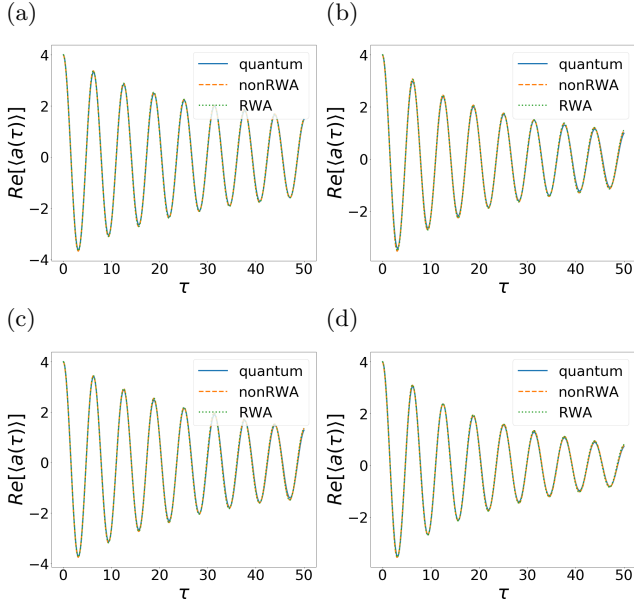 (a)
4
2
0
−2
−4
Re[⟨a(τ)⟩]
quantum
nonRWA
RWA
0 10 20 30 40 50
τ
(b)
4
2
0
−2
Re[⟨a(τ)⟩]
quantum
nonRWA
RWA
0 10 20 30 40 50
τ
(c)
4
2
0
−2
−4
Re[⟨a(τ)⟩]
quantum
nonRWA
RWA
0 10 20 30 40 50
τ
(d)
4
2
0
−2
Re[⟨a(τ)⟩]
quantum
nonRWA
RWA
0 10 20 30 40 50
τ